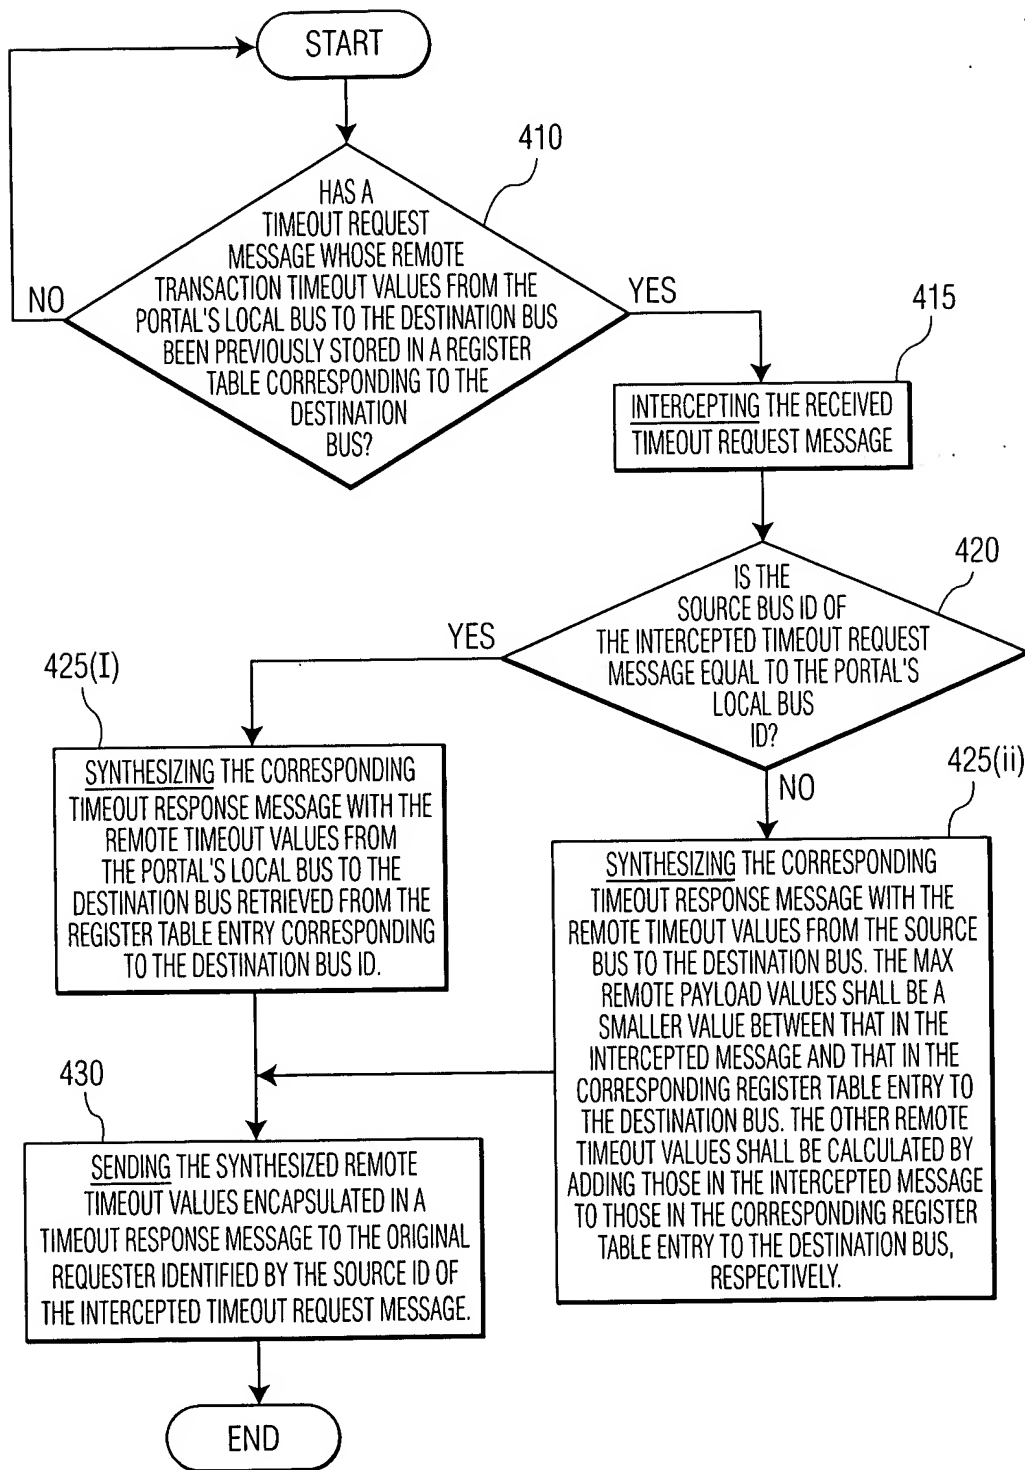 START
410
HAS A
TIMEOUT REQUEST
MESSAGE WHOSE REMOTE
TRANSACTION TIMEOUT VALUES FROM THE
PORTAL'S LOCAL BUS TO THE DESTINATION BUS
BEEN PREVIOUSLY STORED IN A REGISTER
TABLE CORRESPONDING TO THE
DESTINATION
BUS?
NO
YES
415
INTERCEPTING THE RECEIVED
TIMEOUT REQUEST MESSAGE
420
IS THE
SOURCE BUS ID OF
THE INTERCEPTED TIMEOUT REQUEST
MESSAGE EQUAL TO THE PORTAL'S
LOCAL BUS
ID?
YES
NO
425(I)
SYNTHESIZING THE CORRESPONDING
TIMEOUT RESPONSE MESSAGE WITH THE
REMOTE TIMEOUT VALUES FROM
THE PORTAL'S LOCAL BUS TO THE
DESTINATION BUS RETRIEVED FROM THE
REGISTER TABLE ENTRY CORRESPONDING
TO THE DESTINATION BUS ID.
425(ii)
SYNTHESIZING THE CORRESPONDING
TIMEOUT RESPONSE MESSAGE WITH THE
REMOTE TIMEOUT VALUES FROM THE SOURCE
BUS TO THE DESTINATION BUS. THE MAX
REMOTE PAYLOAD VALUES SHALL BE A
SMALLER VALUE BETWEEN THAT IN THE
INTERCEPTED MESSAGE AND THAT IN THE
CORRESPONDING REGISTER TABLE ENTRY TO
THE DESTINATION BUS. THE OTHER REMOTE
TIMEOUT VALUES SHALL BE CALCULATED BY
ADDING THOSE IN THE INTERCEPTED MESSAGE
TO THOSE IN THE CORRESPONDING REGISTER
TABLE ENTRY TO THE DESTINATION BUS,
RESPECTIVELY.
430
SENDING THE SYNTHESIZED REMOTE
TIMEOUT VALUES ENCAPSULATED IN A
TIMEOUT RESPONSE MESSAGE TO THE ORIGINAL
REQUESTER IDENTIFIED BY THE SOURCE ID OF
THE INTERCEPTED TIMEOUT REQUEST MESSAGE.
END